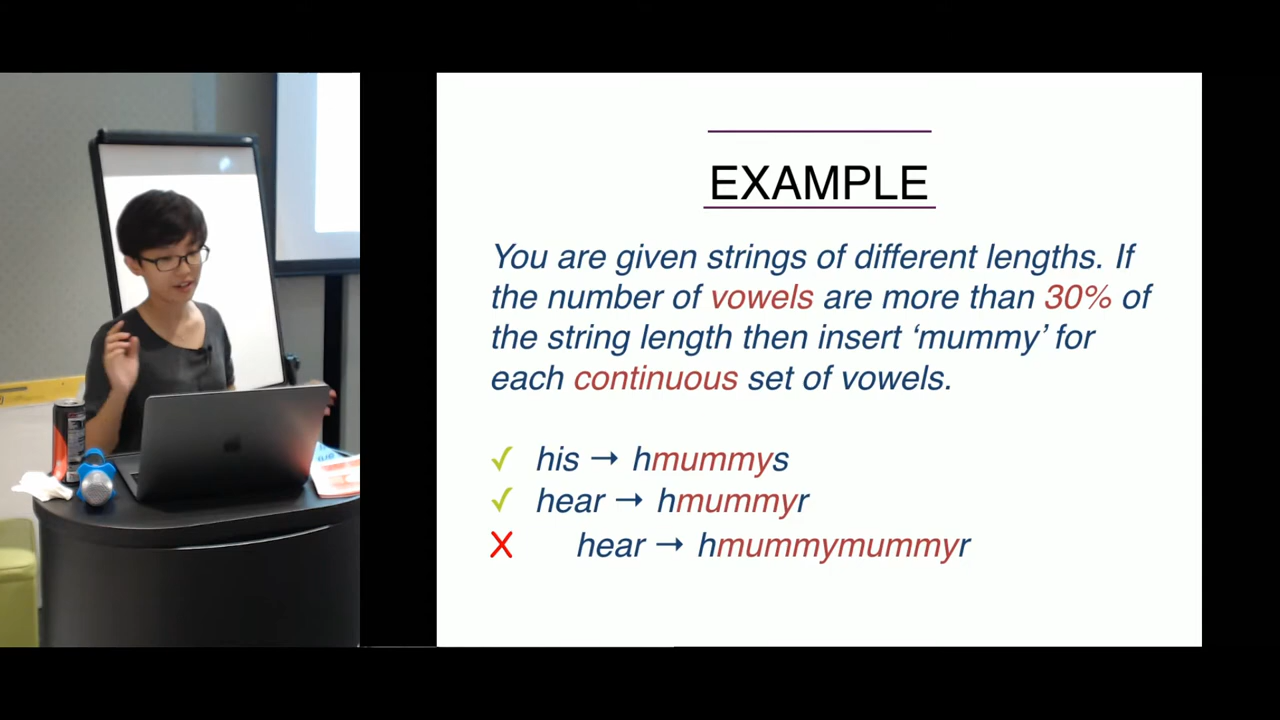 EXAMPLE
You are given strings of different lengths. If
the number of vowels are more than 30% of
the string length then insert ‘mummy’ for
each continuous set of vowels.
✓ his → hmummys
✓ hear → hmummyr
X hear → hmummymummyr